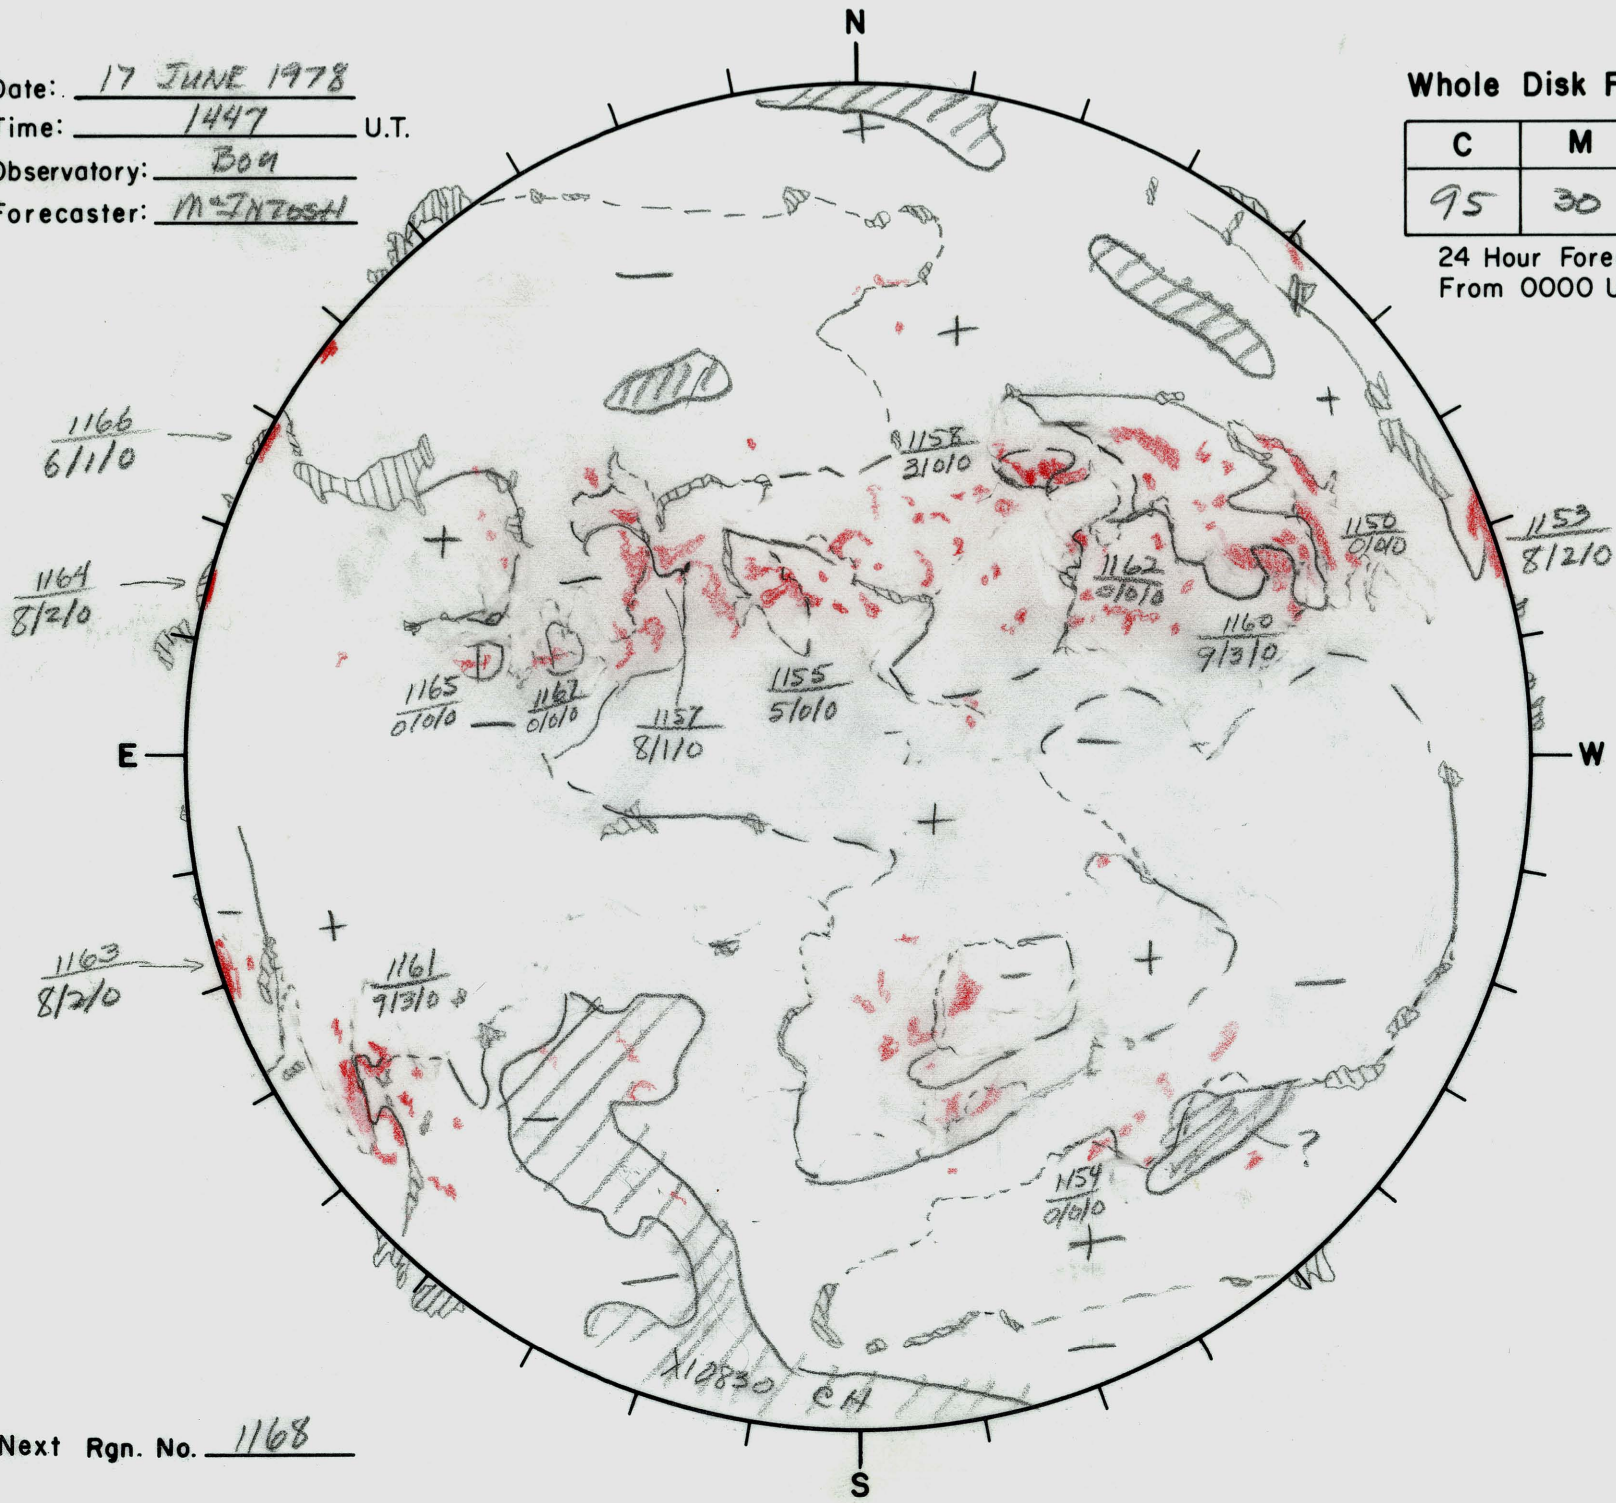 N
Date: 17 JUNE 1978
Time: 1447 U.T.
Observatory: Bou
Forecaster: McINTOSH
Whole Disk F
C M
95 30
24 Hour Fore
From 0000 U
1166
6/1/0
1158
3/0/0
1153
8/2/0
1150
0/0/0
1164
8/2/0
1162
0/0/0
1160
9/3/0
1165
0/0/0
1167
0/0/0
1157
8/1/0
1155
5/0/0
E
W
1163
8/2/0
1161
9/3/0
?
1154
0/0/0
λ10830 CH
Next Rgn. No. 1168
S